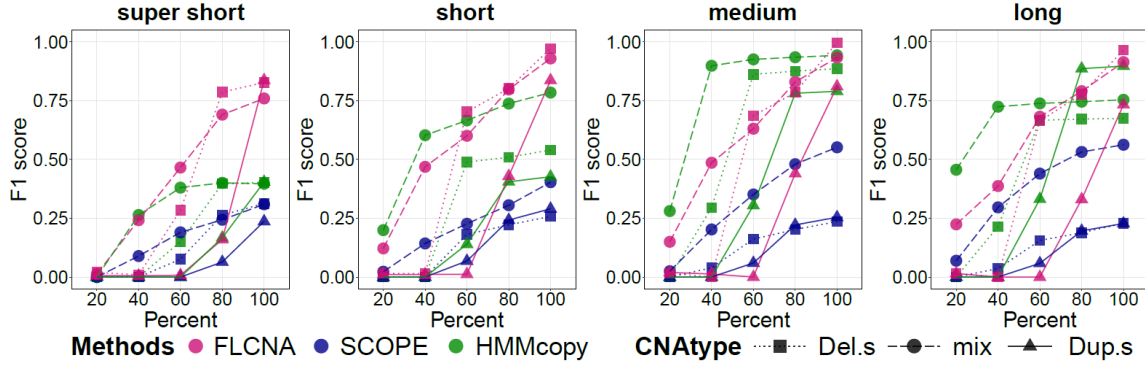 super short
short
medium
long
F1 score
1.00
0.75
0.50
0.25
0.00
20 40 60 80 100
Percent
F1 score
1.00
0.75
0.50
0.25
0.00
20 40 60 80 100
Percent
F1 score
1.00
0.75
0.50
0.25
0.00
20 40 60 80 100
Percent
F1 score
1.00
0.75
0.50
0.25
0.00
20 40 60 80 100
Percent
Methods FLCNA SCOPE HMMcopy CNAtype Del.s mix Dup.s